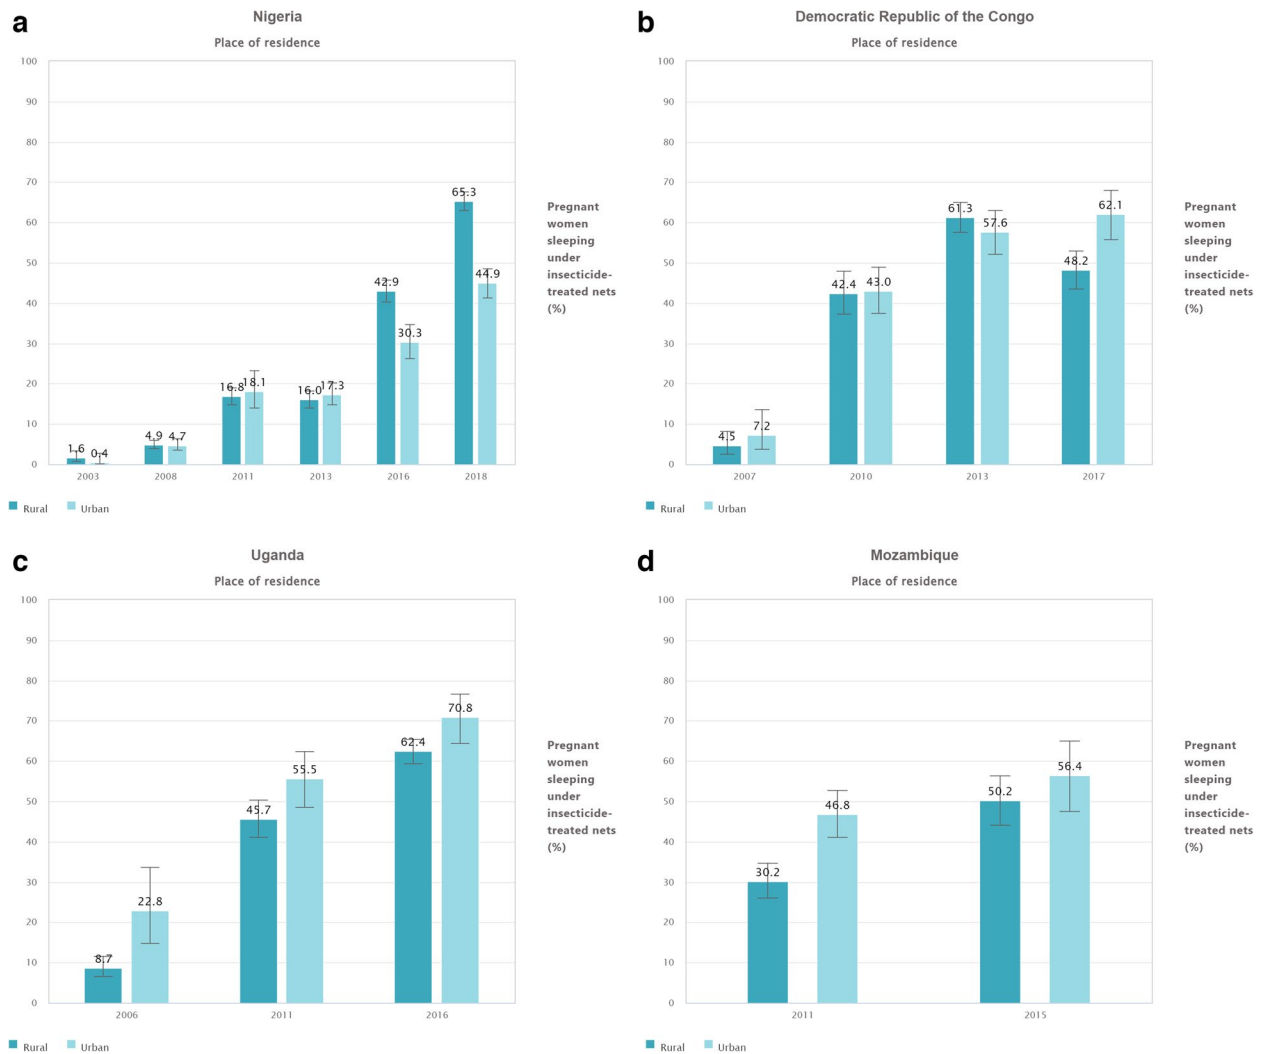 a
Nigeria
Place of residence
100
90
80
70
60
50
40
30
20
10
0
1.6
0.4
4.9
4.7
16.8
18.1
16.0
17.3
42.9
30.3
65.3
44.9
2003
2008
2011
2013
2016
2018
Pregnant
women
sleeping
under
insecticide-
treated nets
(%)
Rural
Urban
b
Democratic Republic of the Congo
Place of residence
100
90
80
70
60
50
40
30
20
10
0
4.5
7.2
42.4
43.0
61.3
57.6
48.2
62.1
2007
2010
2013
2017
Pregnant
women
sleeping
under
insecticide-
treated nets
(%)
Rural
Urban
c
Uganda
Place of residence
100
90
80
70
60
50
40
30
20
10
0
8.7
22.8
45.7
55.5
62.4
70.8
2006
2011
2016
Pregnant
women
sleeping
under
insecticide-
treated nets
(%)
Rural
Urban
d
Mozambique
Place of residence
100
90
80
70
60
50
40
30
20
10
0
30.2
46.8
50.2
56.4
2011
2015
Pregnant
women
sleeping
under
insecticide-
treated nets
(%)
Rural
Urban